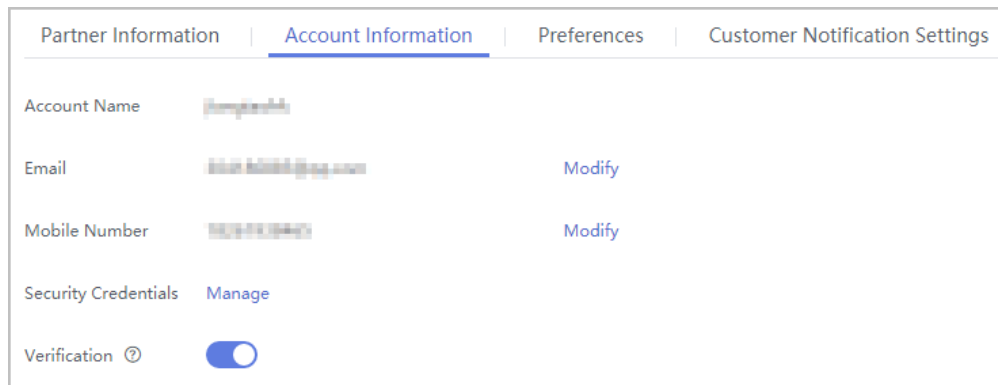 Partner Information Account Information Preferences Customer Notification Settings
Account Name
Email Modify
Mobile Number Modify
Security Credentials Manage
Verification ?